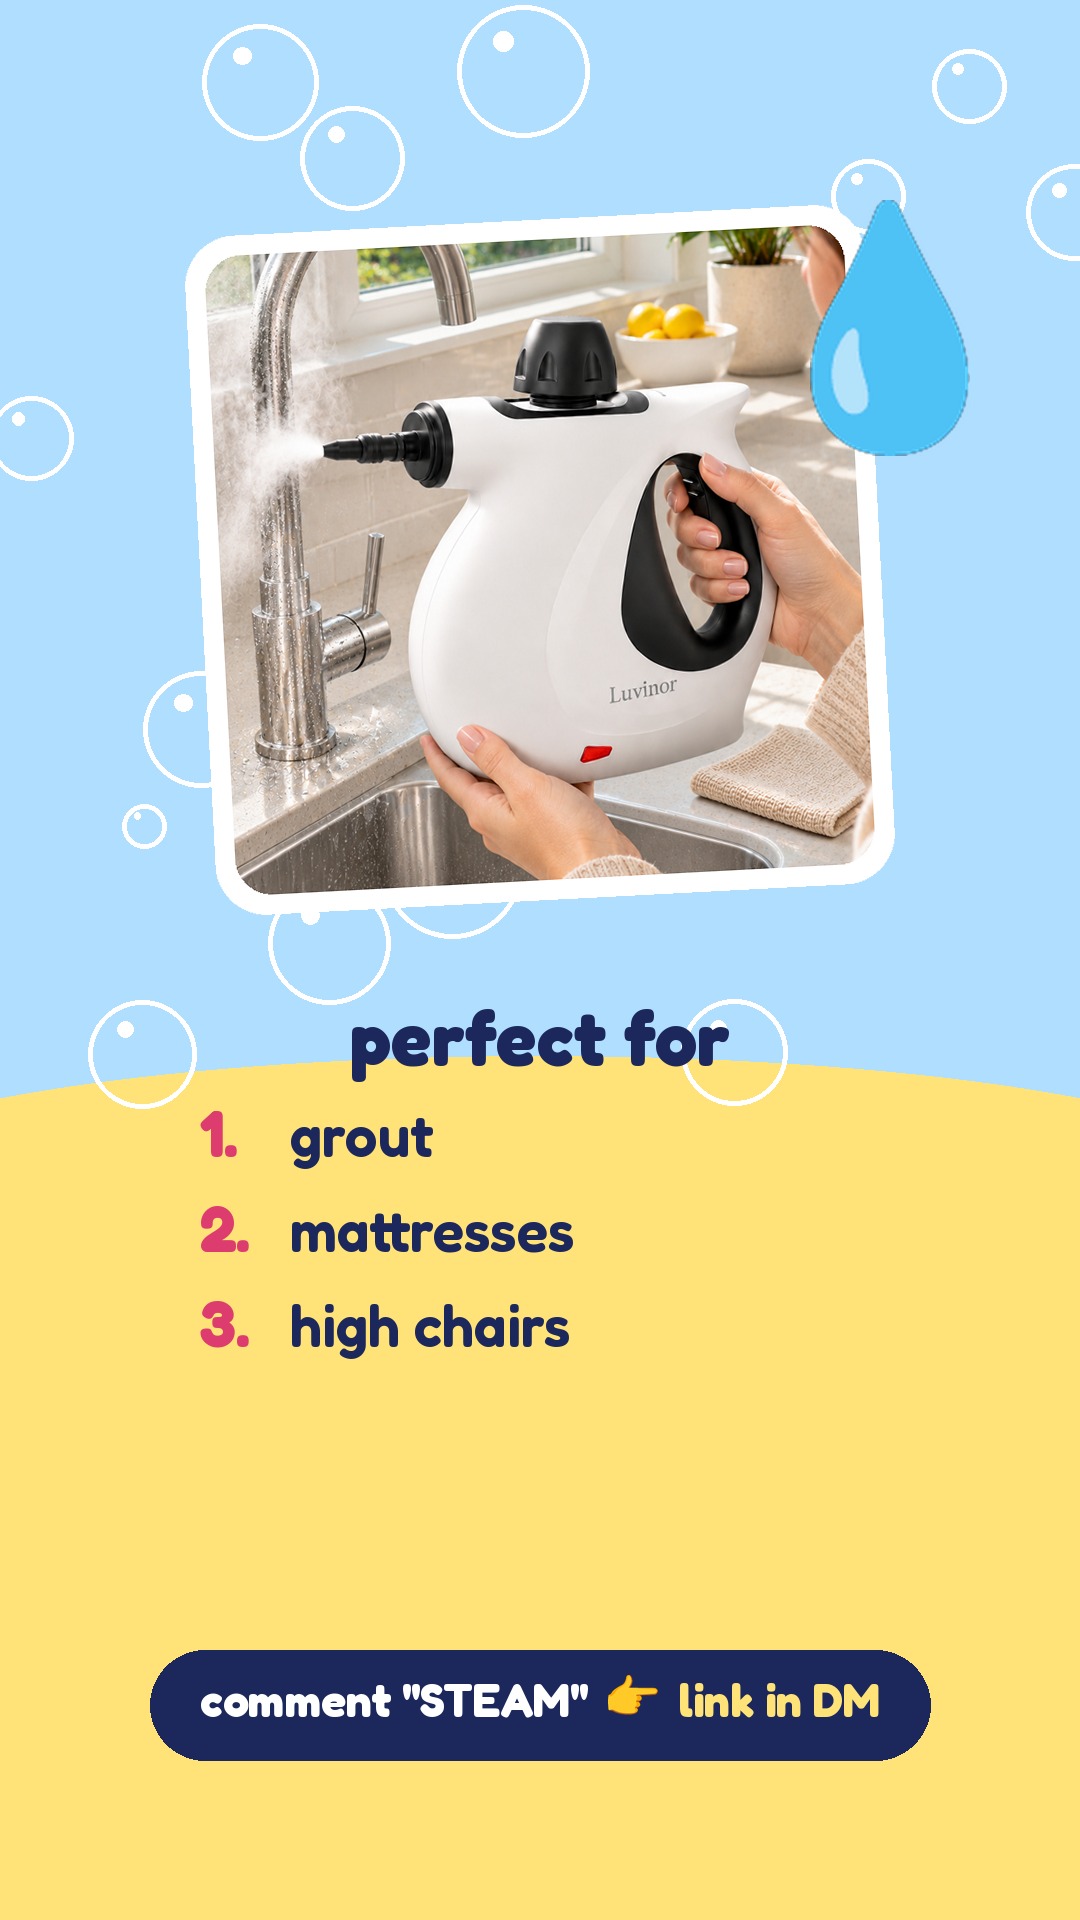 Luvinor
perfect for
1. grout
2. mattresses
3. high chairs
comment "STEAM" 👉 link in DM